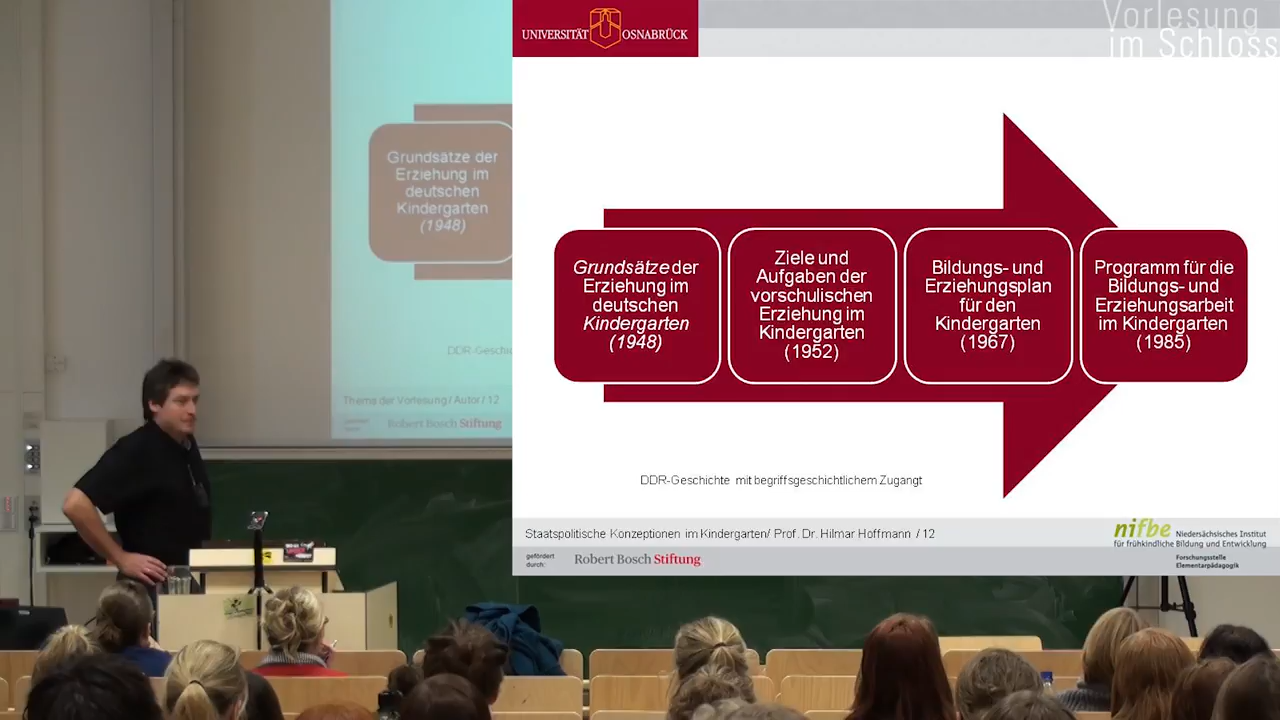 UNIVERSITÄT OSNABRÜCK
Vorlesung
im Schloss
Grundsätze der
Erziehung im
deutschen
Kindergarten
(1948)
DDR-Geschic
Thema der Vorlesung / Autor / 12
Robert Bosch Stiftung
Grundsätze der
Erziehung im
deutschen
Kindergarten
(1948)
Ziele und
Aufgaben der
vorschulischen
Erziehung im
Kindergarten
(1952)
Bildungs- und
Erziehungsplan
für den
Kindergarten
(1967)
Programm für die
Bildungs- und
Erziehungsarbeit
im Kindergarten
(1985)
DDR-Geschichte mit begriffsgeschichtlichem Zugangt
Staatspolitische Konzeptionen im Kindergarten/ Prof. Dr. Hilmar Hoffmann / 12
gefördert
durch:
Robert Bosch Stiftung
nifbe Niedersächsisches Institut
für frühkindliche Bildung und Entwicklung
Forschungsstelle
Elementarpädagogik